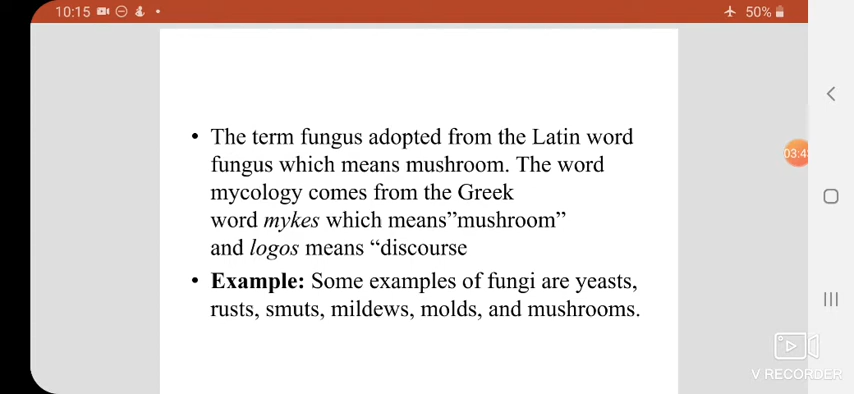 10:15
50%
• The term fungus adopted from the Latin word
fungus which means mushroom. The word
mycology comes from the Greek
word mykes which means”mushroom”
and logos means “discourse
• Example: Some examples of fungi are yeasts,
rusts, smuts, mildews, molds, and mushrooms.
V RECORDER